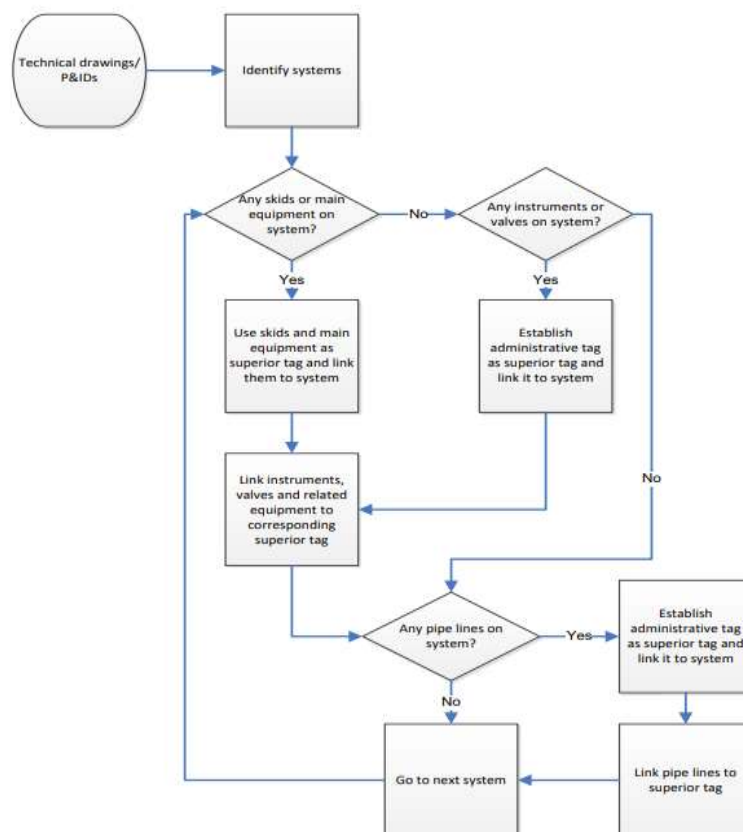 Technical drawings/
P&IDs
Identify systems
Any skids or main
equipment on
system?
No
Any instruments or
valves on system?
Yes
Yes
Use skids and main
equipment as
superior tag and link
them to system
Establish
administrative tag
as superior tag and
link it to system
Link instruments,
valves and related
equipment to
corresponding
superior tag
No
Any pipe lines on
system?
Yes
Establish
administrative tag
as superior tag and
link it to system
No
Go to next system
Link pipe lines to
superior tag